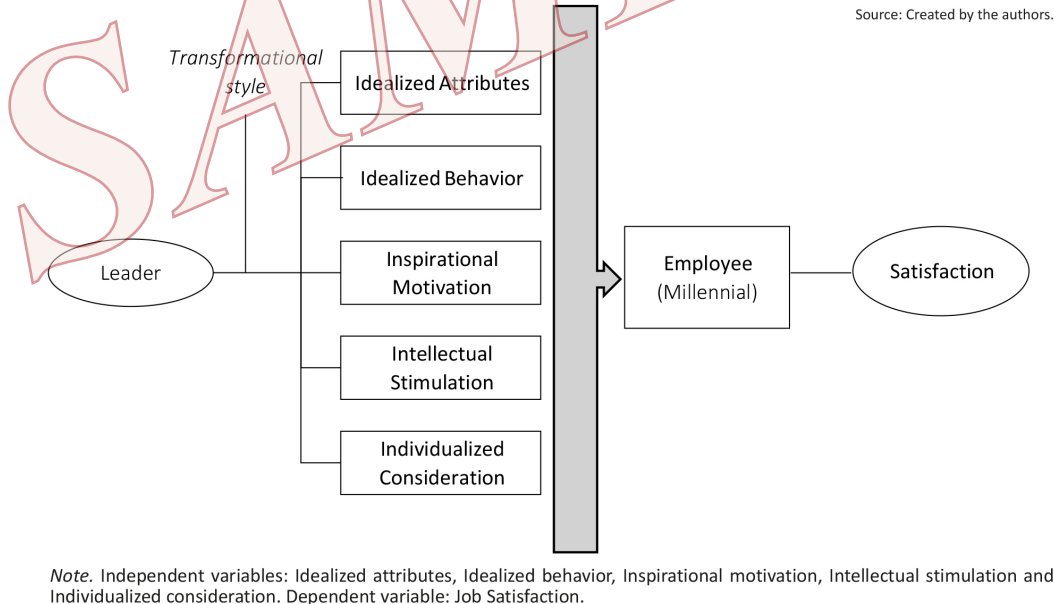 Source: Created by the authors.
Transformational
style
Idealized Attributes
Idealized Behavior
Inspirational
Motivation
Intellectual
Stimulation
Individualized
Consideration
Leader
Employee
(Millennial)
Satisfaction
Note. Independent variables: Idealized attributes, Idealized behavior, Inspirational motivation, Intellectual stimulation and
Individualized consideration. Dependent variable: Job Satisfaction.
SAM